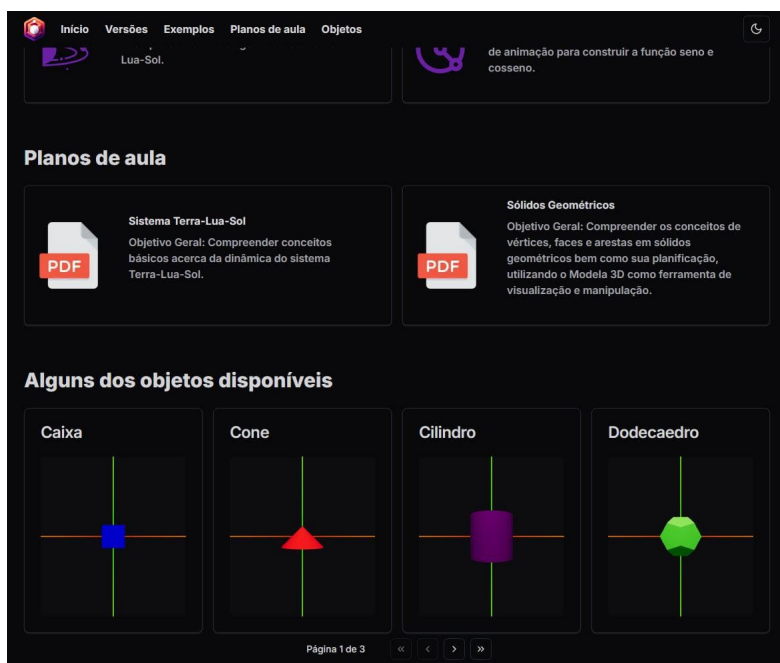 Início Versões Exemplos Planos de aula Objetos
Lua-Sol.
de animação para construir a função seno e
cosseno.
Planos de aula
PDF
Sistema Terra-Lua-Sol
Objetivo Geral: Compreender conceitos
básicos acerca da dinâmica do sistema
Terra-Lua-Sol.
PDF
Sólidos Geométricos
Objetivo Geral: Compreender os conceitos de
vértices, faces e arestas em sólidos
geométricos bem como sua planificação,
utilizando o Modela 3D como ferramenta de
visualização e manipulação.
Alguns dos objetos disponíveis
Caixa
Cone
Cilindro
Dodecaedro
Página 1 de 3 « ‹ › »